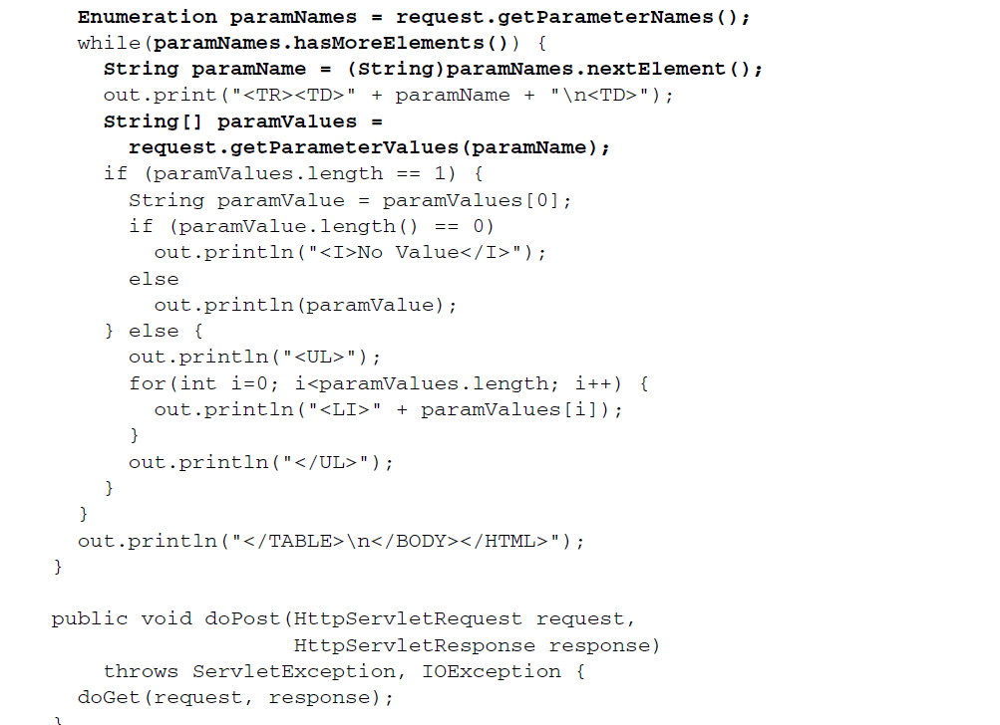 Enumeration paramNames = request.getParameterNames();
while(paramNames.hasMoreElements()) {
String paramName = (String)paramNames.nextElement();
out.print("<TR><TD>" + paramName + "\n<TD>");
String[] paramValues =
request.getParameterValues(paramName);
if (paramValues.length == 1) {
String paramValue = paramValues[0];
if (paramValue.length() == 0)
out.println("<I>No Value</I>");
else
out.println(paramValue);
} else {
out.println("<UL>");
for(int i=0; i<paramValues.length; i++) {
out.println("<LI>" + paramValues[i]);
}
out.println("</UL>");
}
}
out.println("</TABLE>\n</BODY></HTML>");
}
public void doPost(HttpServletRequest request,
HttpServletResponse response)
throws ServletException, IOException {
doGet(request, response);
}